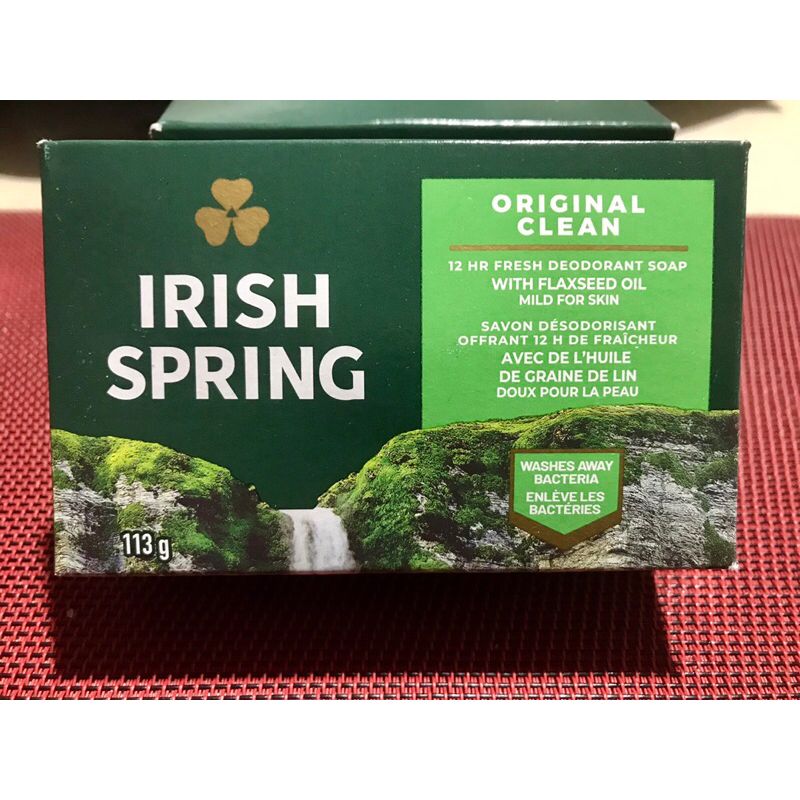 IRISH
SPRING
113 g
ORIGINAL
CLEAN
12 HR FRESH DEODORANT SOAP
WITH FLAXSEED OIL
MILD FOR SKIN
SAVON DÉSODORISANT
OFFRANT 12 H DE FRAÎCHEUR
AVEC DE L'HUILE
DE GRAINE DE LIN
DOUX POUR LA PEAU
WASHES AWAY
BACTERIA
ENLÈVE LES
BACTÉRIES